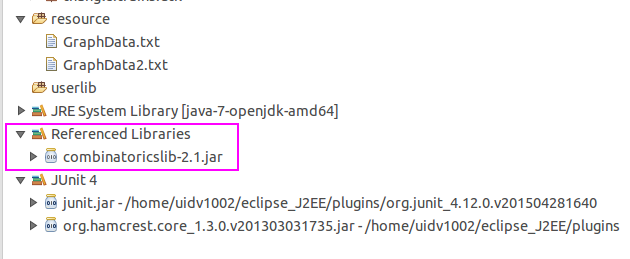 resource
GraphData.txt
GraphData2.txt
userlib
JRE System Library [java-7-openjdk-amd64]
Referenced Libraries
combinatoricslib-2.1.jar
JUnit 4
junit.jar - /home/uidv1002/eclipse_J2EE/plugins/org.junit_4.12.0.v201504281640
org.hamcrest.core_1.3.0.v201303031735.jar - /home/uidv1002/eclipse_J2EE/plugins